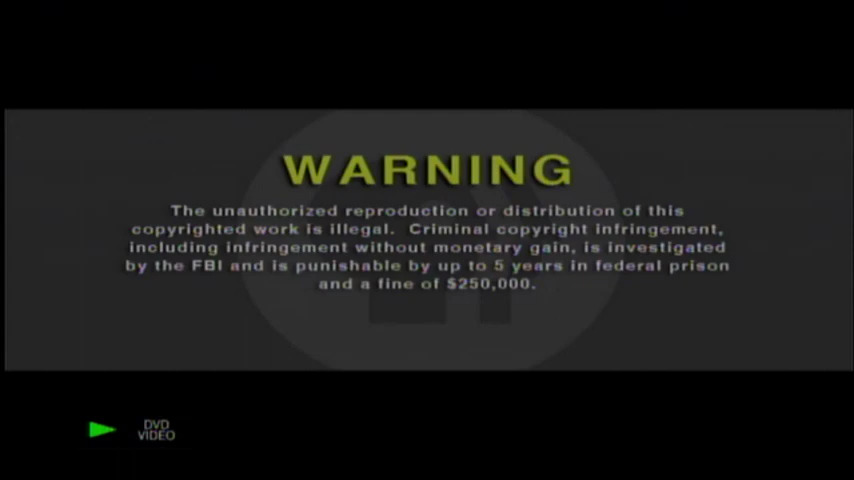 WARNING
The unauthorized reproduction or distribution of this
copyrighted work is illegal. Criminal copyright infringement,
including infringement without monetary gain, is investigated
by the FBI and is punishable by up to 5 years in federal prison
and a fine of $250,000.
DVD
VIDEO